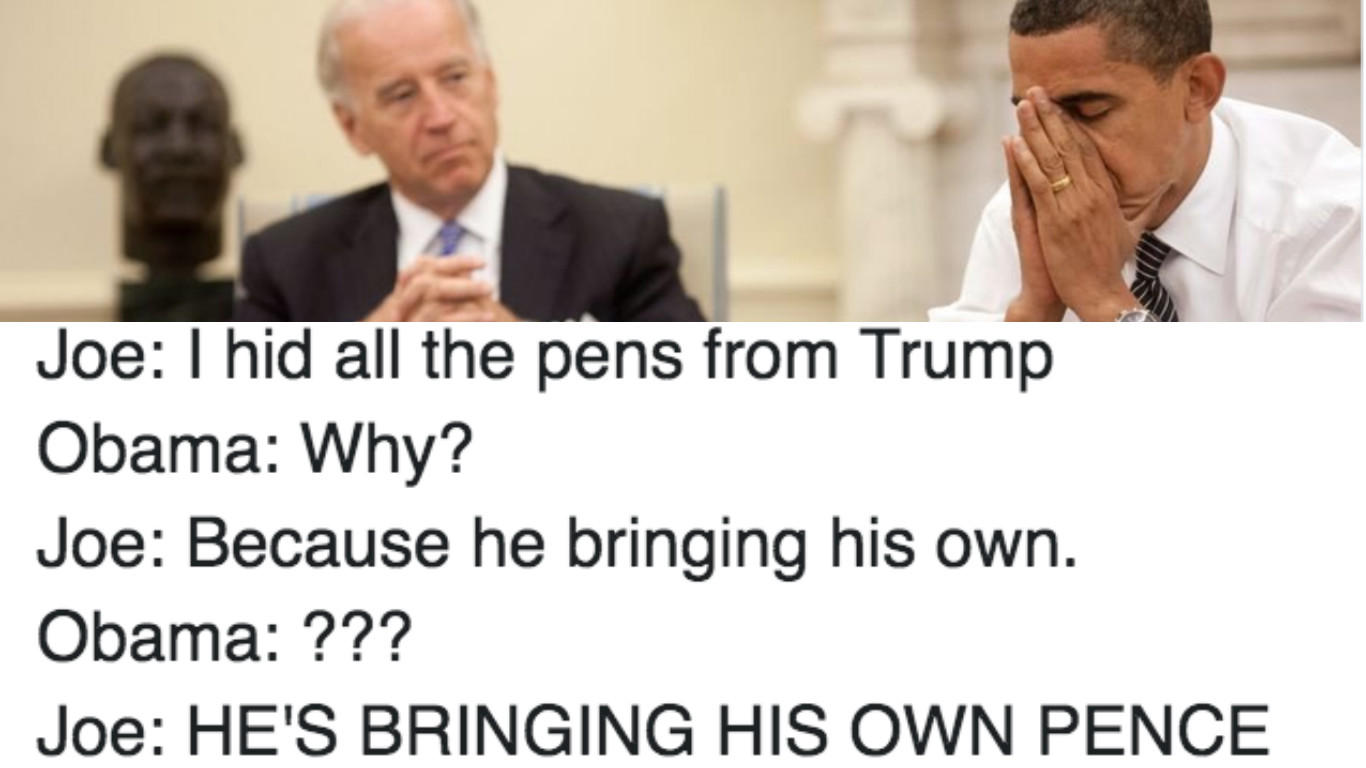 Joe: I hid all the pens from Trump
Obama: Why?
Joe: Because he bringing his own.
Obama: ???
Joe: HE'S BRINGING HIS OWN PENCE